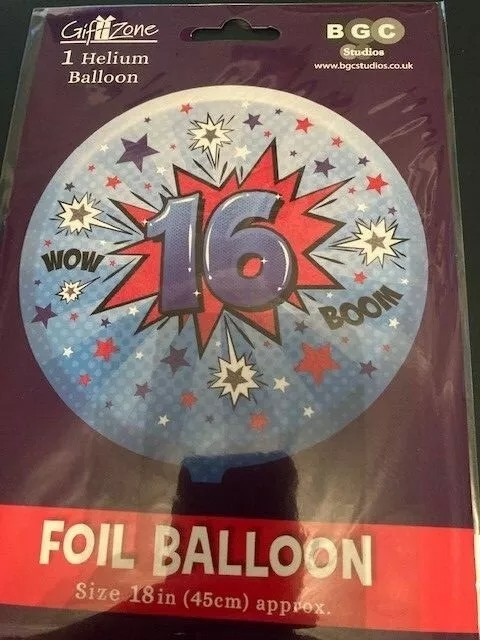 GiftZone
1 Helium
Balloon
BGC
Studios
www.bgcstudios.co.uk
16
WOW
BOOM
FOIL BALLOON
Size 18in (45cm) approx.